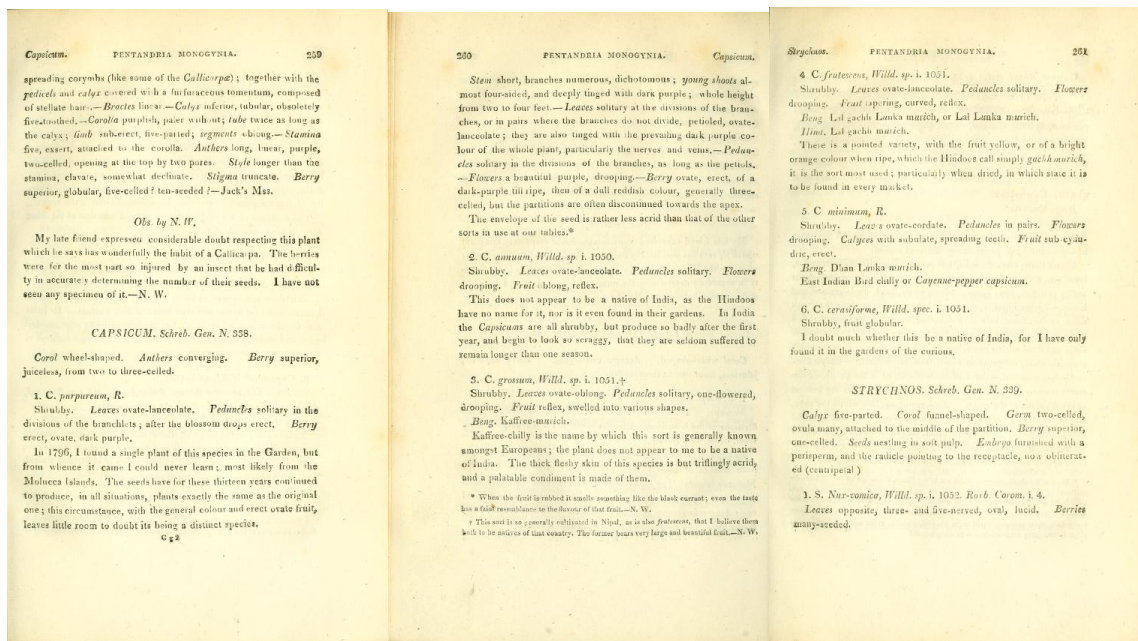 Capsicum. PENTANDRIA MONOGYNIA. 259
spreading corymbs (like some of the Callicarpæ); together with the
pedicels and calyx covered with a furfuraceous tomentum, composed
of stellate hairs.—Bractes linear.—Calyx inferior, tubular, obsoletely
five-toothed.—Corolla purplish, paler without; tube twice as long as
the calyx; limb sub-erect, five-parted; segments oblong.—Stamina
five, exsert, attached to the corolla. Anthers long, linear, purple,
two-celled, opening at the top by two pores. Style longer than the
stamina, clavate, somewhat declinate. Stigma truncate. Berry
superior, globular, five-celled? ten-seeded?—Jack's Mss.
Obs. by N. W.
My late friend expressed considerable doubt respecting this plant
which he says has wonderfully the habit of a Callica-pa. The berries
were for the most part so injured by an insect that he had difficul-
ty in accurately determining the number of their seeds. I have not
seen any specimen of it.—N. W.
CAPSICUM. Schreb. Gen. N. 338.
Corol wheel-shaped. Anthers converging. Berry superior,
juiceless, from two to three-celled.
1. C. purpureum, R.
Shrubby. Leaves ovate-lanceolate. Peduncles solitary in the
divisions of the branchlets; after the blossom drops erect. Berry
erect, ovate, dark purple.
In 1796, I found a single plant of this species in the Garden, but
from whence it came I could never learn; most likely from the
Molucca Islands. The seeds have for these thirteen years continued
to produce, in all situations, plants exactly the same as the original
one; this circumstance, with the general colour and erect ovate fruit,
leaves little room to doubt its being a distinct species.
G g 2
260 PENTANDRIA MONOGYNIA. Capsicum.
Stem short, branches numerous, dichotomous; young shoots al-
most four-sided, and deeply tinged with dark purple; whole height
from two to four feet.—Leaves solitary at the divisions of the bran-
ches, or in pairs where the branches do not divide, petioled, ovate-
lanceolate; they are also tinged with the prevailing dark purple co-
lour of the whole plant, particularly the nerves and veins.—Pedun-
cles solitary in the divisions of the branches, as long as the petiols.
—Flowers a beautiful purple, drooping.—Berry ovate, erect, of a
dark-purple till ripe, then of a dull reddish colour, generally three-
celled, but the partitions are often discontinued towards the apex.
The envelope of the seed is rather less acrid than that of the other
sorts in use at our tables.*
2. C. annuum, Willd. sp. i. 1050.
Shrubby. Leaves ovate-lanceolate. Peduncles solitary. Flowers
drooping. Fruit oblong, reflex.
This does not appear to be a native of India, as the Hindoos
have no name for it, nor is it even found in their gardens. In India
the Capsicums are all shrubby, but produce so badly after the first
year, and begin to look so scraggy, that they are seldom suffered to
remain longer than one season.
3. C. grossum, Willd. sp. i. 1051.†
Shrubby. Leaves ovate-oblong. Peduncles solitary, one-flowered,
drooping. Fruit reflex, swelled into various shapes.
Beng. Kaffree-murich.
Kaffree-chilly is the name by which this sort is generally known
amongst Europeans; the plant does not appear to me to be a native
of India. The thick fleshy skin of this species is but triflingly acrid,
and a palatable condiment is made of them.
* When the fruit is rubbed it smells something like the black currant; even the taste
has a faint resemblance to the flavour of that fruit.—N. W.
† This sort is so generally cultivated in Nipal, as is also frutescens, that I believe them
both to be natives of that country. The former bears very large and beautiful fruit.—N. W.
Strychnos. PENTANDRIA MONOGYNIA. 261
4 C. frutescens, Willd. sp. i. 1051.
Shrubby. Leaves ovate-lanceolate. Peduncles solitary. Flowers
drooping. Fruit tapering, curved, reflex.
Beng Lal gachh Lunka murich, or Lal Lunka murich.
Hind. Lal gachh murich.
There is a pointed variety, with the fruit yellow, or of a bright
orange colour when ripe, which the Hindoos call simply gachh murich,
it is the sort most used; particularly when dried, in which state it is
to be found in every market.
5. C minimum, R.
Shrubby. Leaves ovate-cordate. Peduncles in pairs. Flowers
drooping. Calyces with subulate, spreading teeth. Fruit sub-cylin-
dric, erect.
Beng. Dhan Lunka murich.
East Indian Bird chilly or Cayenne-pepper capsicum.
6. C. cerasiforme, Willd. spec. i. 1051.
Shrubby, fruit globular.
I doubt much whether this be a native of India, for I have only
found it in the gardens of the curious.
STRYCHNOS. Schreb. Gen. N. 339.
Calyx five-parted. Corol funnel-shaped. Germ two-celled,
ovula many, attached to the middle of the partition. Berry superior,
one-celled. Seeds nestling in soft pulp. Embryo furnished with a
perisperm, and the radicle pointing to the receptacle, now obliterat-
ed (centripetal)
1. S. Nux-vomica, Willd. sp. i. 1052. Roxb. Corom. i. 4.
Leaves opposite, three- and five-nerved, oval, lucid. Berries
many-seeded.